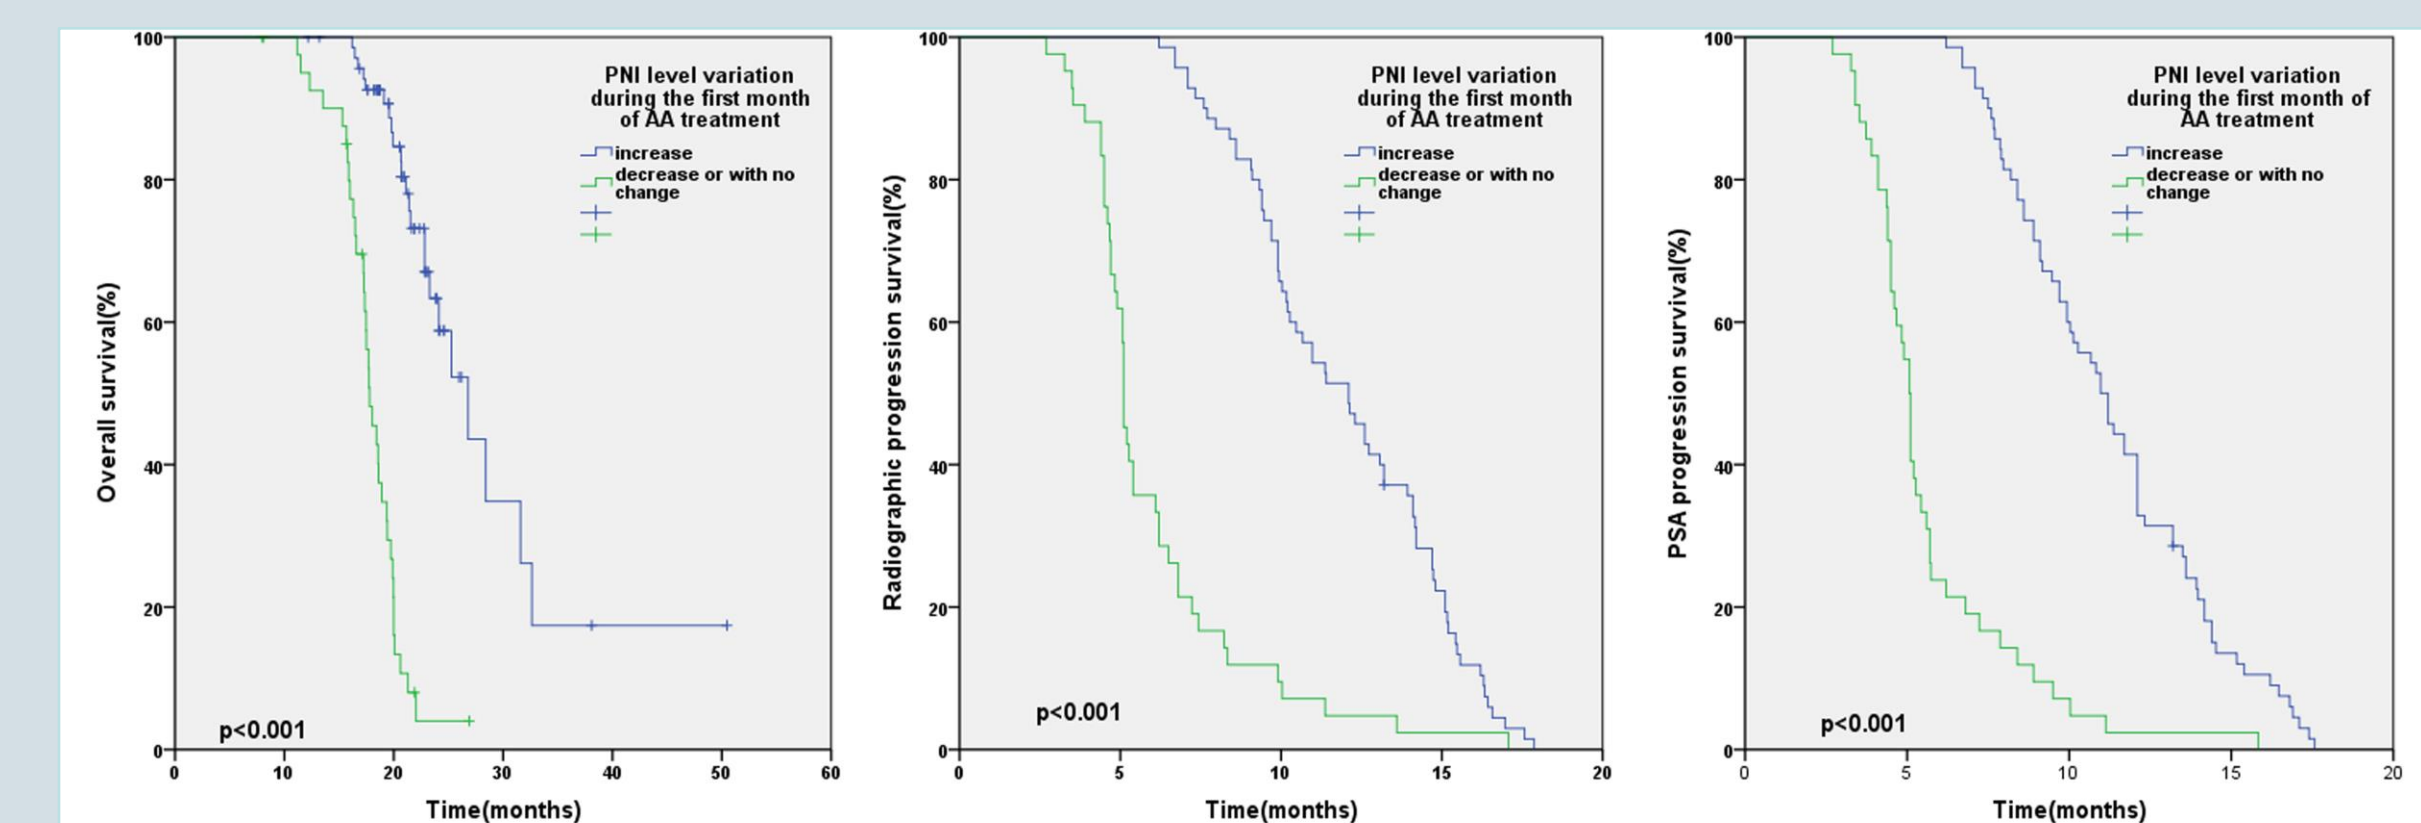 Overall survival(%)
100
80
60
40
20
0
PNI level variation
during the first month
of AA treatment
increase
decrease or with no
change
p<0.001
0 10 20 30 40 50 60
Time(months)
Radiographic progression survival(%)
100
80
60
40
20
0
PNI level variation
during the first month
of AA treatment
increase
decrease or with no
change
p<0.001
0 5 10 15 20
Time(months)
PSA progression survival(%)
100
80
60
40
20
0
PNI level variation
during the first month of
AA treatment
increase
decrease or with no
change
p<0.001
0 5 10 15 20
Time(months)